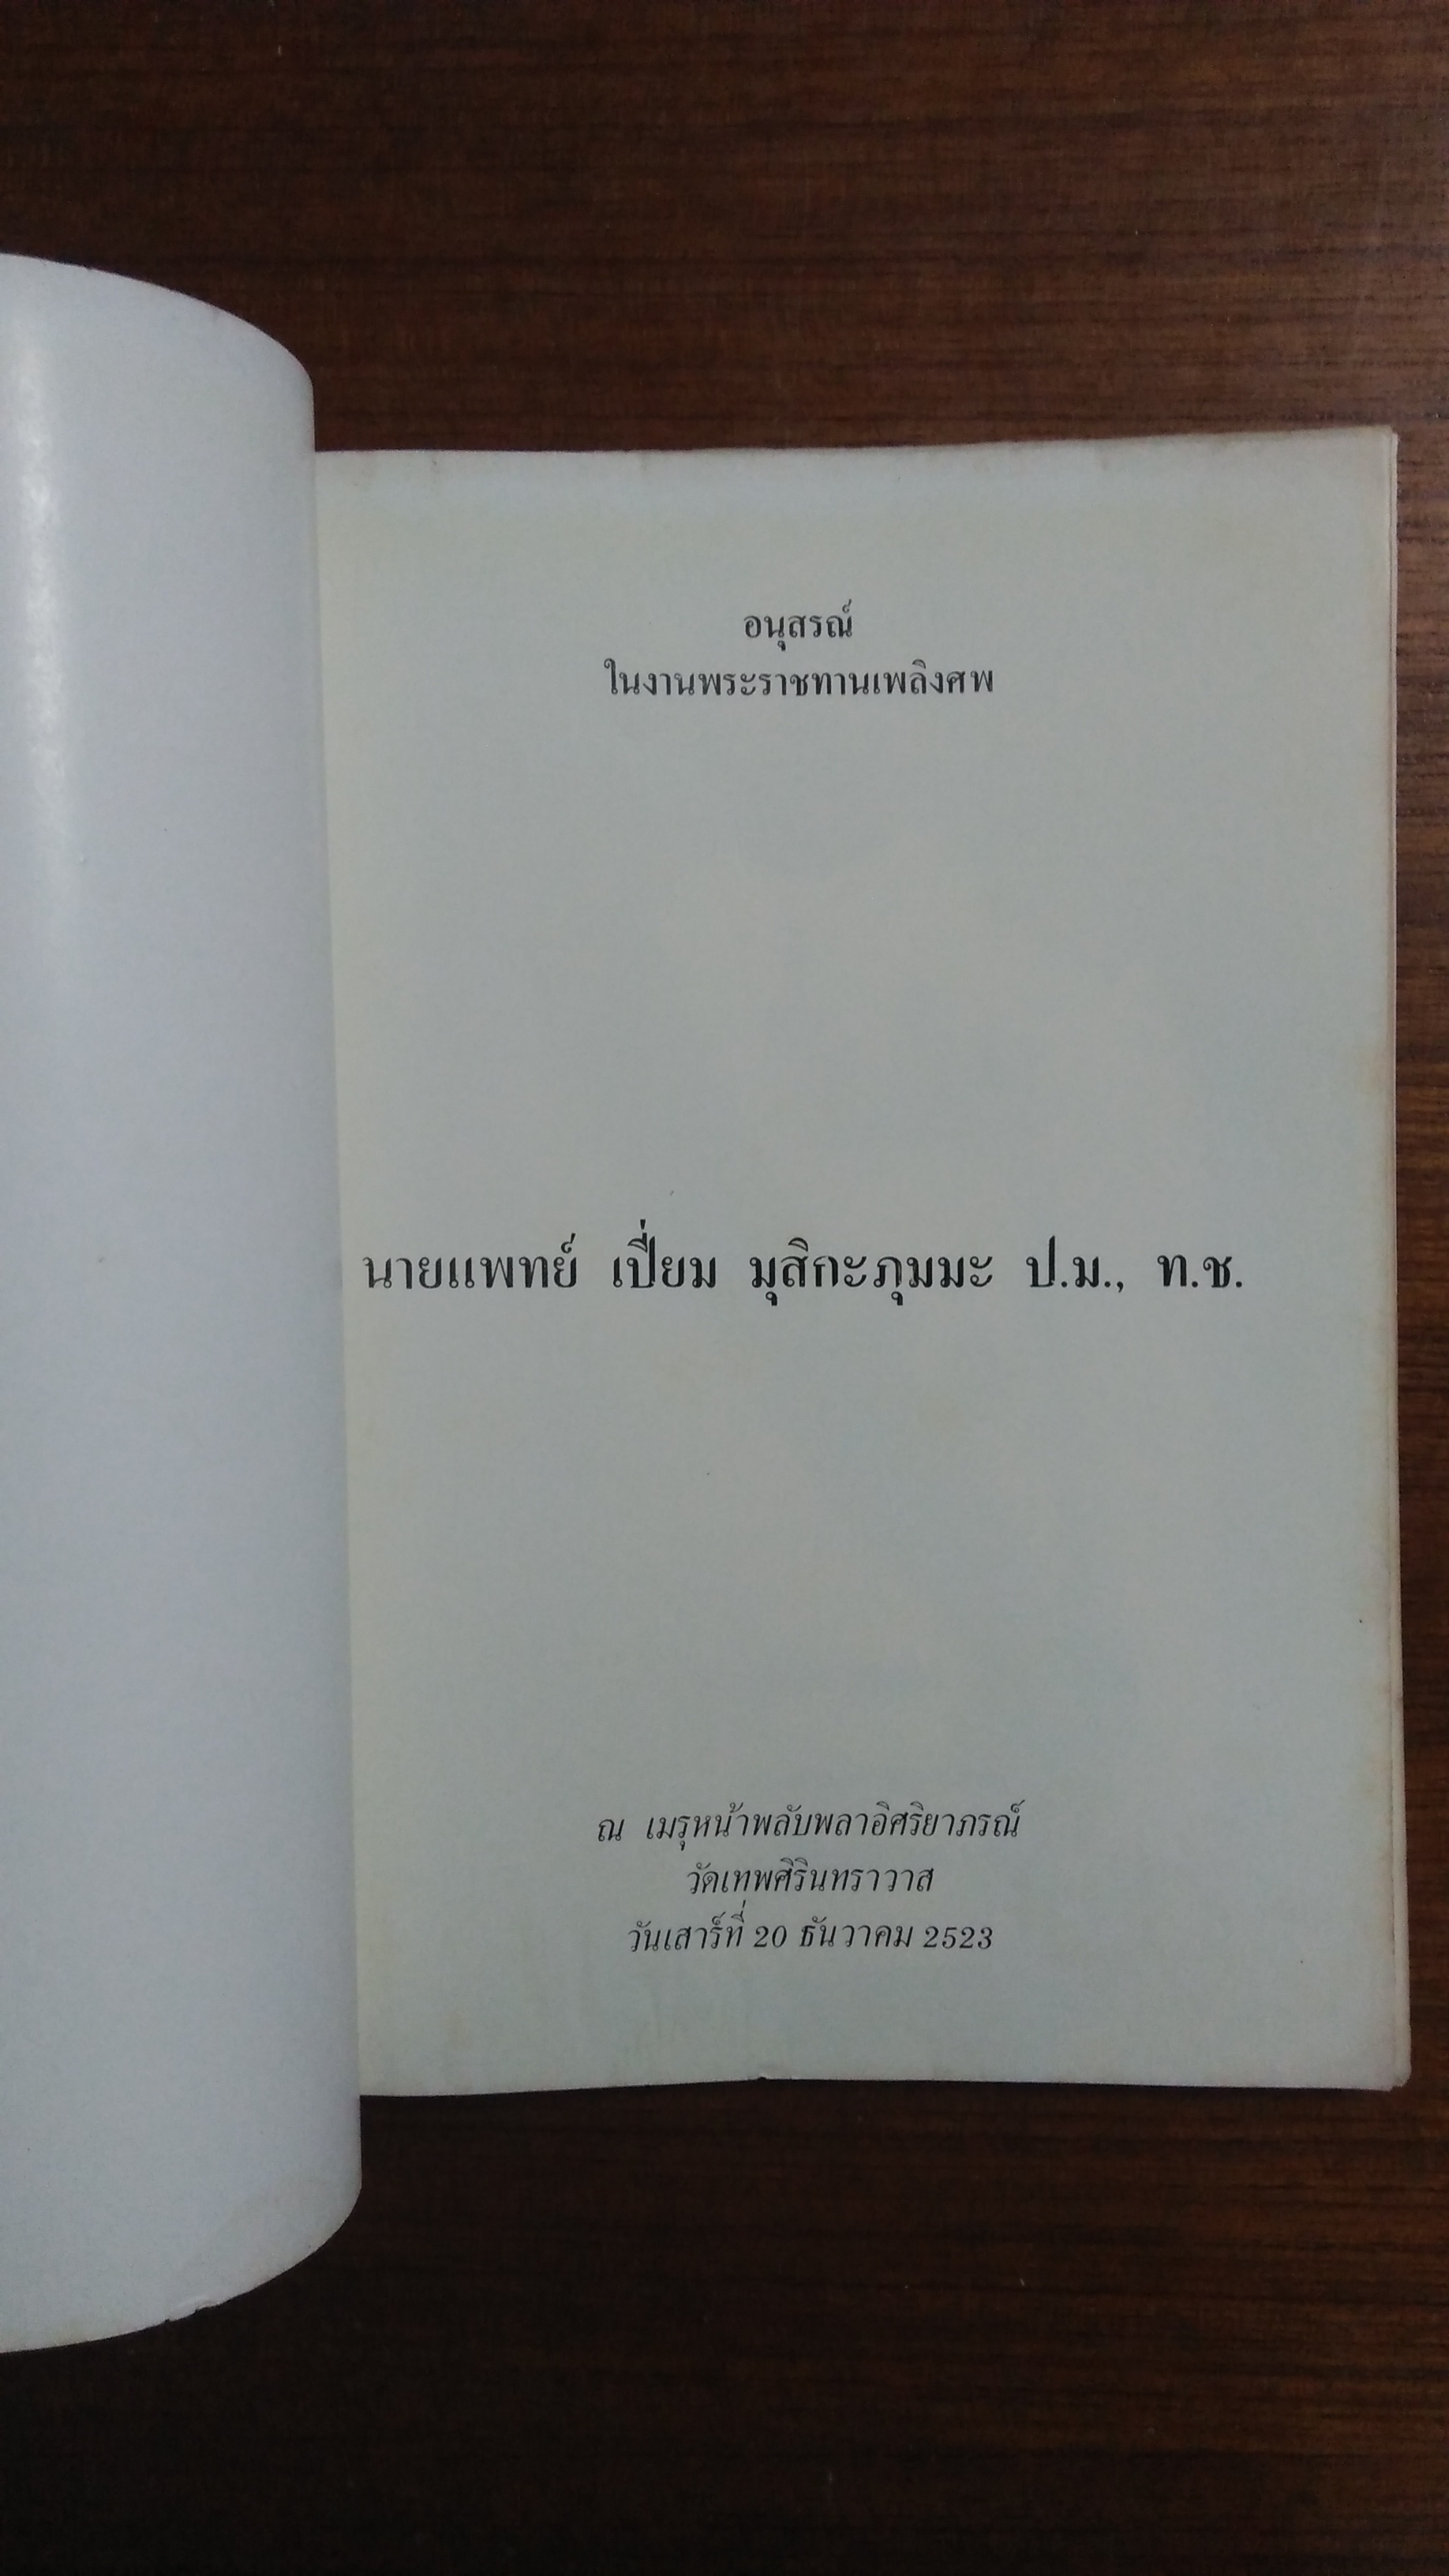 อนุสรณ์
ในงานพระราชทานเพลิงศพ
นายแพทย์ เปี่ยม มุสิกะภุมมะ ป.ม., ท.ช.
ณ เมรุหน้าพลับพลาอิศริยาภรณ์
วัดเทพศิรินทราวาส
วันเสาร์ที่ 20 ธันวาคม 2523